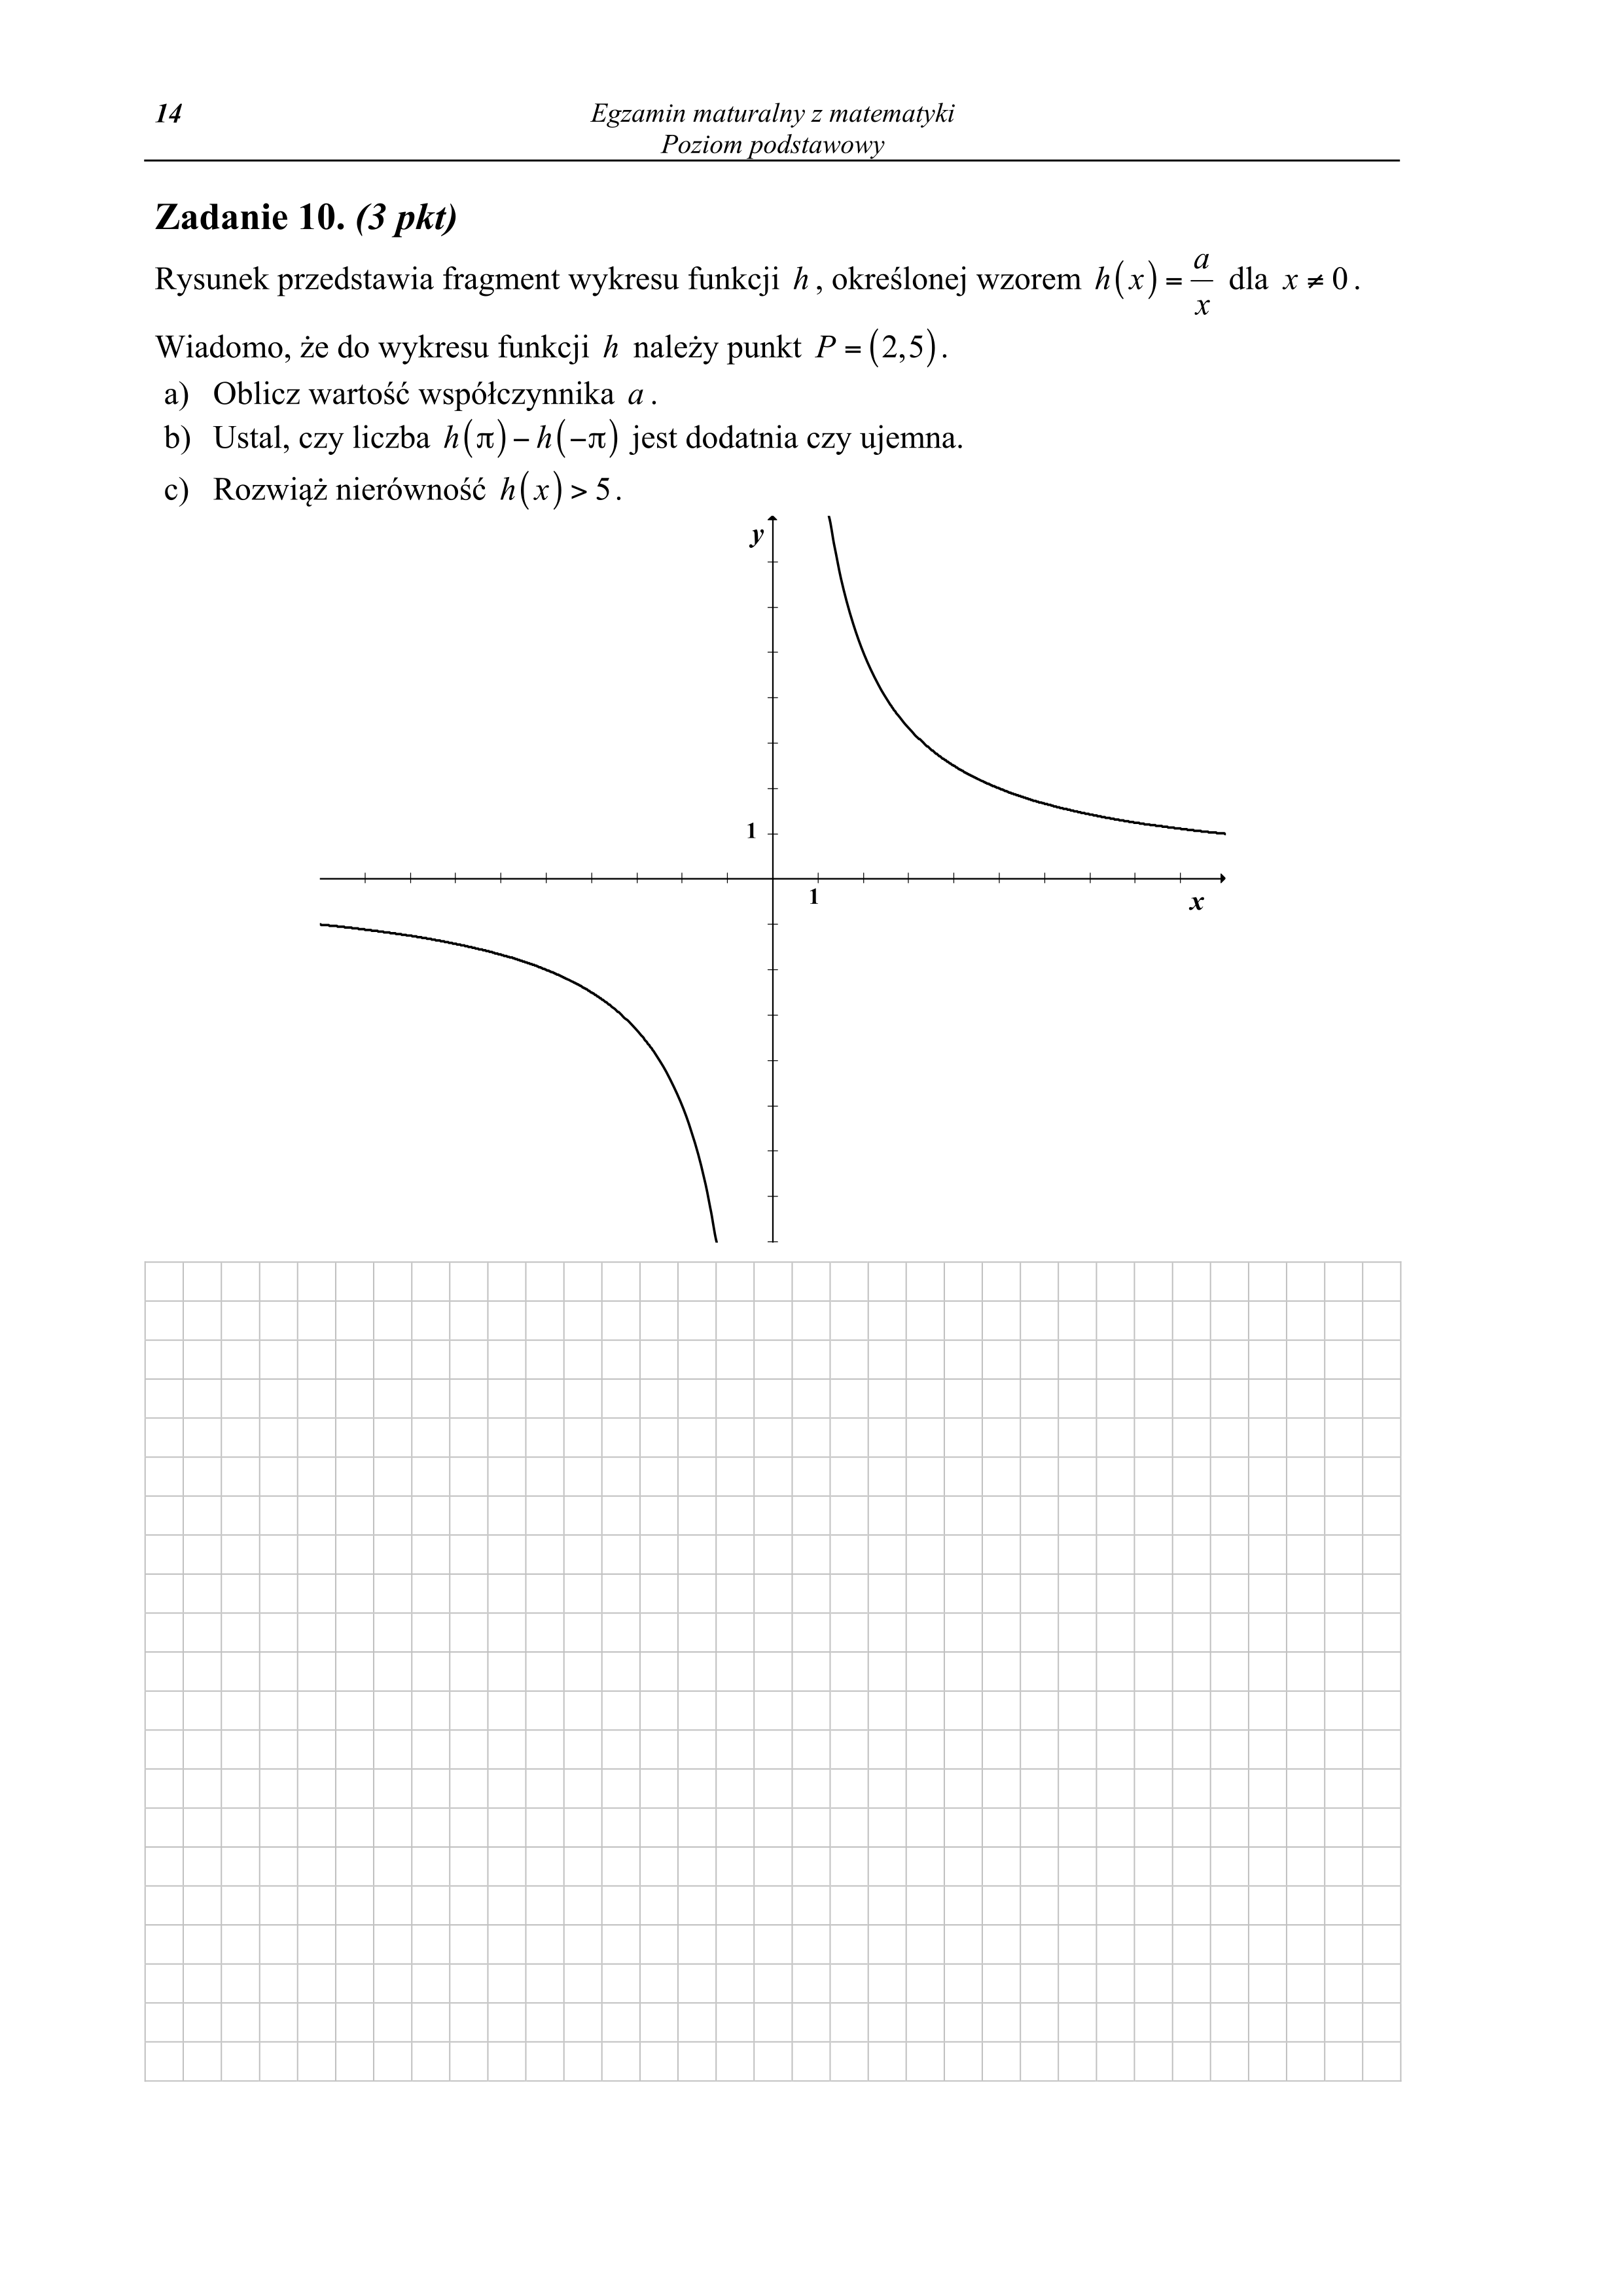 14
Egzamin maturalny z matematyki
Poziom podstawowy
Zadanie 10. (3 pkt)
Rysunek przedstawia fragment wykresu funkcji h, określonej wzorem h(x) = a/x dla x ≠ 0.
Wiadomo, że do wykresu funkcji h należy punkt P = (2,5).
a) Oblicz wartość współczynnika a.
b) Ustal, czy liczba h(π) – h(–π) jest dodatnia czy ujemna.
c) Rozwiąż nierówność h(x) > 5.
y
1
1
x